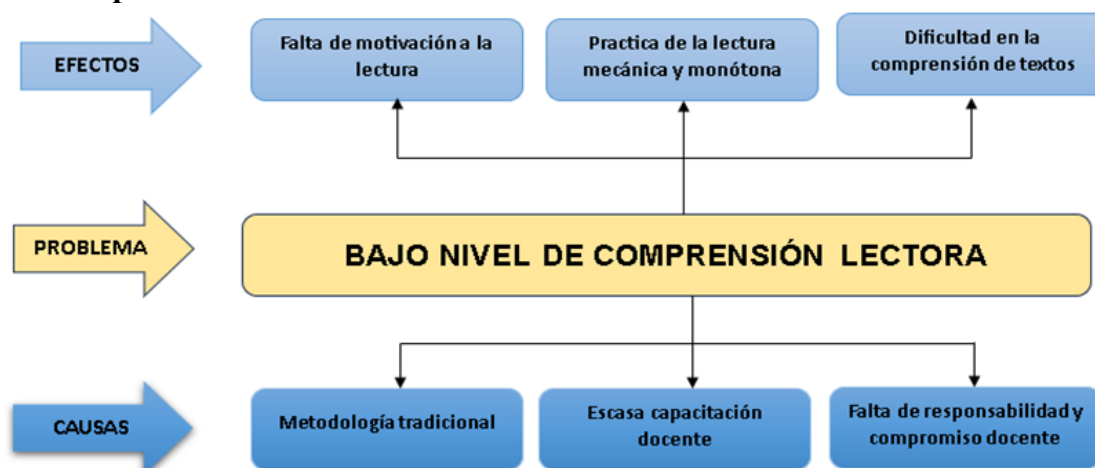 EFECTOS
Falta de motivación a la
lectura
Practica de la lectura
mecánica y monótona
Dificultad en la
comprensión de textos
PROBLEMA
BAJO NIVEL DE COMPRENSIÓN LECTORA
CAUSAS
Metodología tradicional
Escasa capacitación
docente
Falta de responsabilidad y
compromiso docente